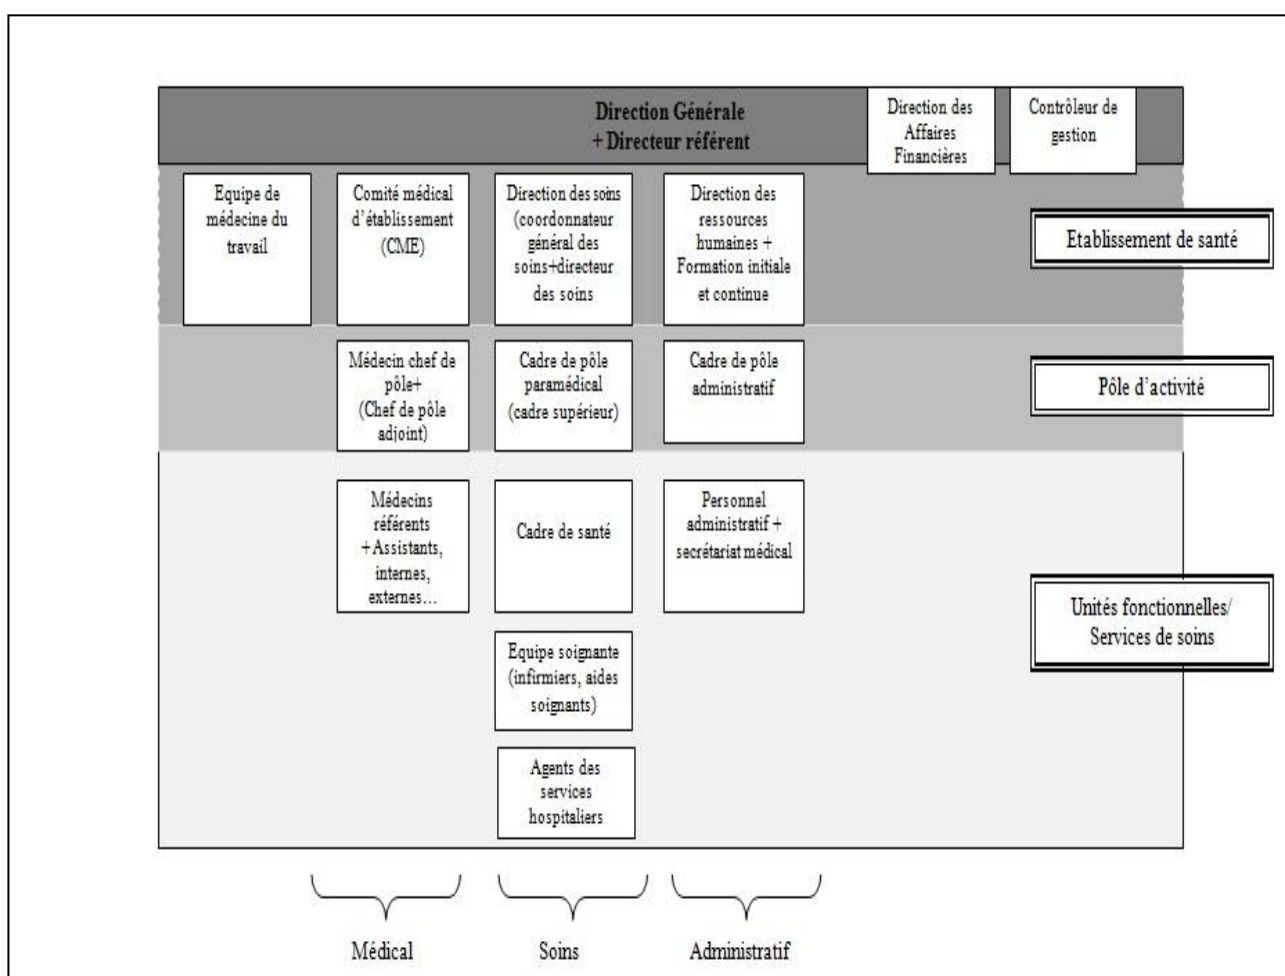 Direction Générale
+ Directeur référent
Direction des
Affaires
Financières
Contrôleur de
gestion
Equipe de
médecine du
travail
Comité médical
d'établissement
(CME)
Direction des soins
(coordonnateur
général des
soins+directeur
des soins
Direction des
ressources
humaines +
Formation initiale
et continue
Etablissement de santé
Médecin chef de
pôle+
(Chef de pôle
adjoint)
Cadre de pôle
paramédical
(cadre supérieur)
Cadre de pôle
administratif
Pôle d'activité
Médecins
référents
+Assistants,
internes,
externes…
Cadre de santé
Personnel
administratif +
secrétariat médical
Unités fonctionnelles/
Services de soins
Equipe soignante
(infirmiers, aides
soignants)
Agents des
services
hospitaliers
Médical
Soins
Administratif